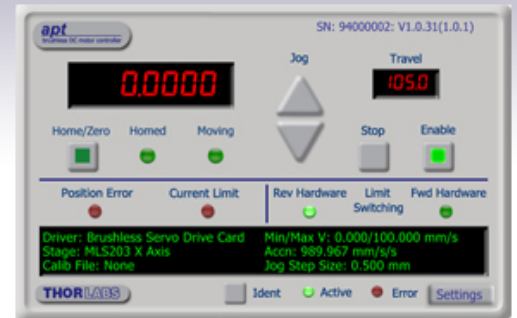 apt
brushless DC motor controller
SN: 94000002: V1.0.31(1.0.1)
Jog
Travel
0.0000
105.0
Home/Zero
Homed
Moving
Stop
Enable
Position Error
Current Limit
Rev Hardware
Limit
Switching
Fwd Hardware
Driver: Brushless Servo Drive Card
Min/Max V: 0.000/100.000 mm/s
Stage: MLS203 X Axis
Accn: 989.967 mm/s/s
Calib File: None
Jog Step Size: 0.500 mm
THORLABS
Ident
Active
Error
Settings